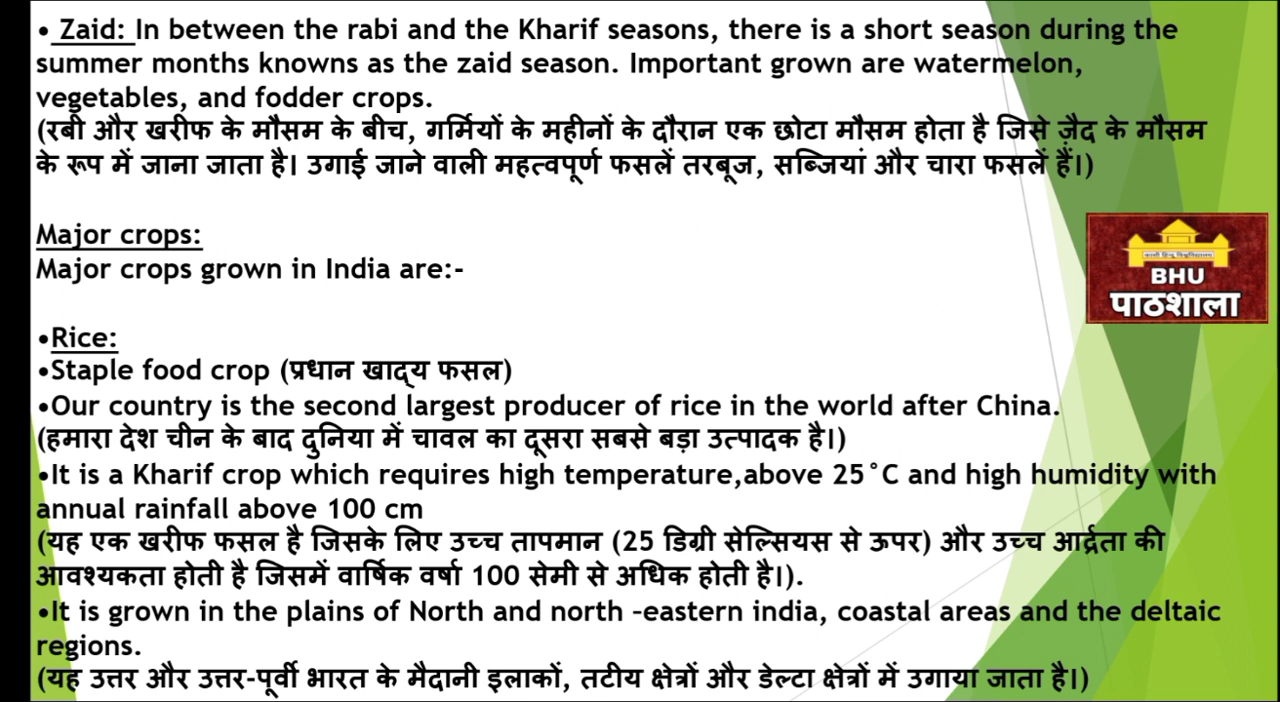 • Zaid: In between the rabi and the Kharif seasons, there is a short season during the
summer months knowns as the zaid season. Important grown are watermelon,
vegetables, and fodder crops.
(रबी और खरीफ के मौसम के बीच, गर्मियों के महीनों के दौरान एक छोटा मौसम होता है जिसे ज़ैद के मौसम
के रूप में जाना जाता है। उगाई जाने वाली महत्वपूर्ण फसलें तरबूज, सब्जियां और चारा फसलें हैं।)
Major crops:
Major crops grown in India are:-
काशी हिन्दू विश्वविद्यालय
BHU
पाठशाला
•Rice:
•Staple food crop (प्रधान खाद्य फसल)
•Our country is the second largest producer of rice in the world after China.
(हमारा देश चीन के बाद दुनिया में चावल का दूसरा सबसे बड़ा उत्पादक है।)
•It is a Kharif crop which requires high temperature,above 25°C and high humidity with
annual rainfall above 100 cm
(यह एक खरीफ फसल है जिसके लिए उच्च तापमान (25 डिग्री सेल्सियस से ऊपर) और उच्च आर्द्रता की
आवश्यकता होती है जिसमें वार्षिक वर्षा 100 सेमी से अधिक होती है।).
•It is grown in the plains of North and north –eastern india, coastal areas and the deltaic
regions.
(यह उत्तर और उत्तर-पूर्वी भारत के मैदानी इलाकों, तटीय क्षेत्रों और डेल्टा क्षेत्रों में उगाया जाता है।)